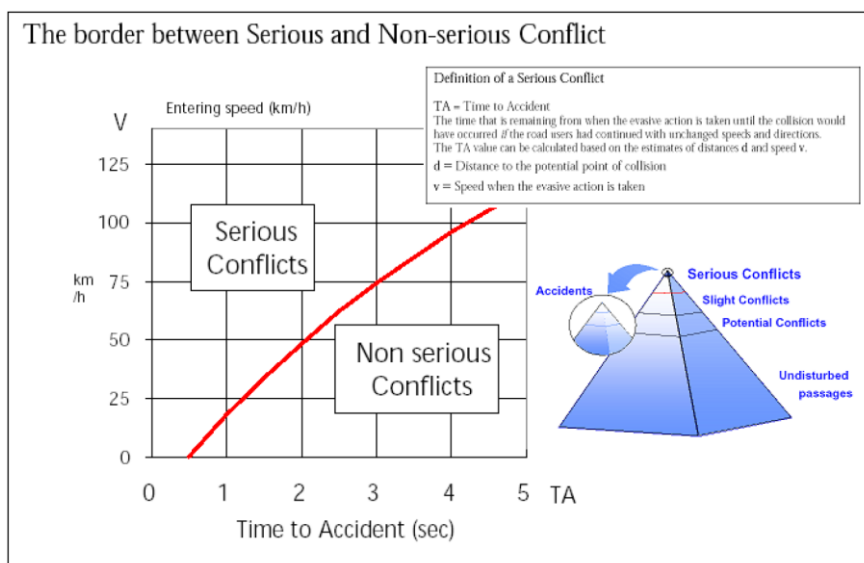 The border between Serious and Non-serious Conflict
Definition of a Serious Conflict
TA = Time to Accident
The time that is remaining from when the evasive action is taken until the collision would
have occurred if the road users had continued with unchanged speeds and directions.
The TA value can be calculated based on the estimates of distances d and speed v.
d = Distance to the potential point of collision
v = Speed when the evasive action is taken
V
Entering speed (km/h)
125
100
km
/h
75
50
25
0
Serious
Conflicts
Non serious
Conflicts
0 1 2 3 4 5 TA
Time to Accident (sec)
Accidents
Serious Conflicts
Slight Conflicts
Potential Conflicts
Undisturbed
passages